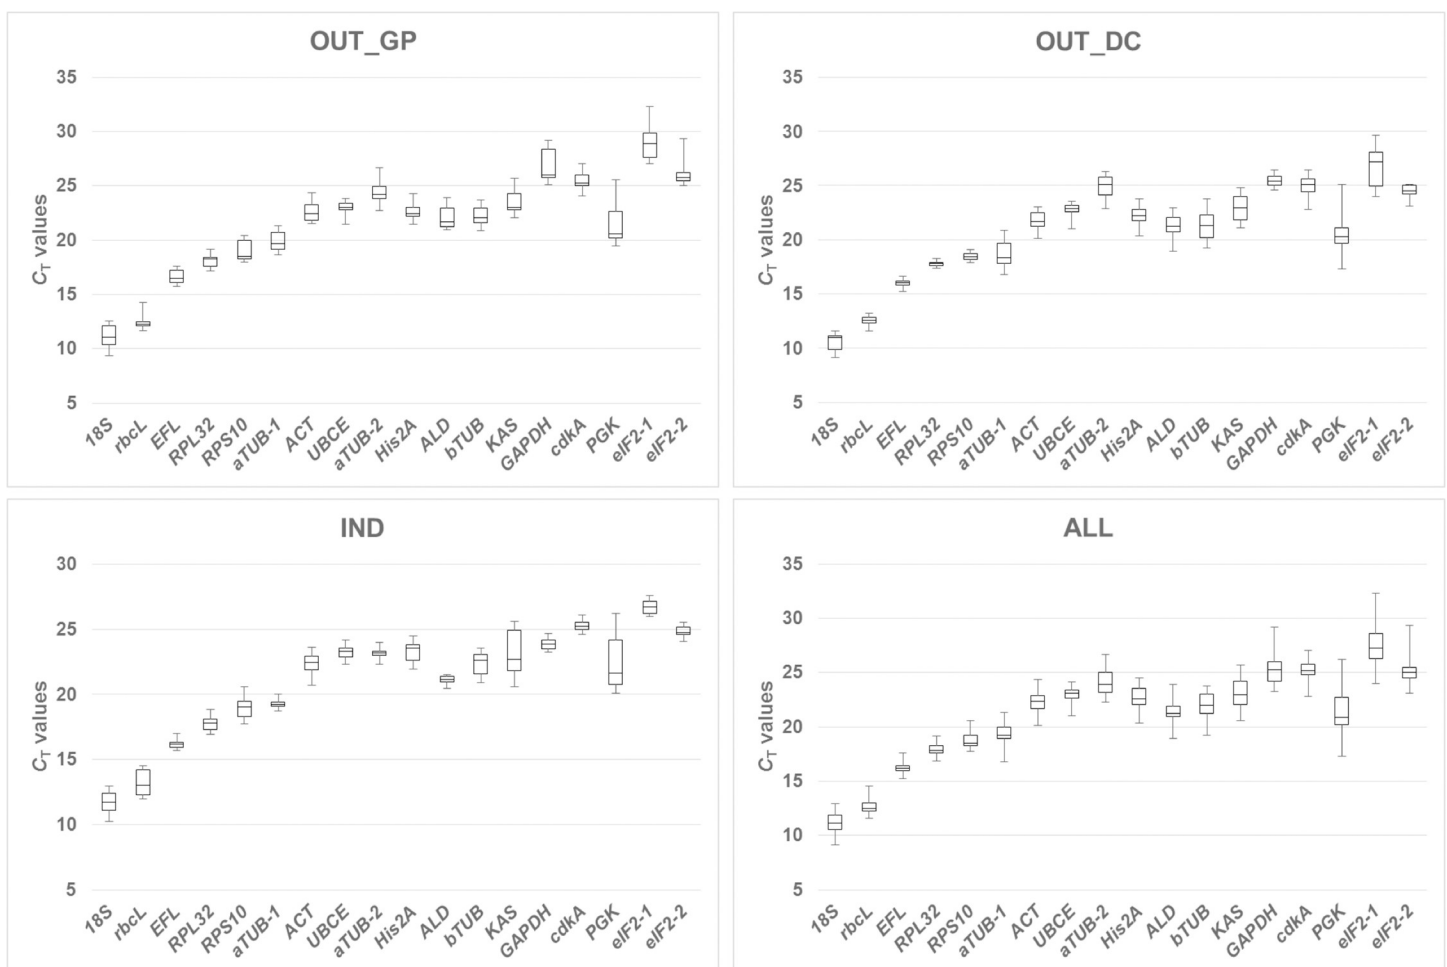 OUT_GP
35
30
25
20
15
10
5
C_T values
18S rbcL EFL RPL32 RPS10 aTUB-1 ACT UBCE aTUB-2 His2A ALD bTUB KAS GAPDH cdkA PGK eIF2-1 eIF2-2
OUT_DC
35
30
25
20
15
10
5
C_T values
18S rbcL EFL RPL32 RPS10 aTUB-1 ACT UBCE aTUB-2 His2A ALD bTUB KAS GAPDH cdkA PGK eIF2-1 eIF2-2
IND
30
25
20
15
10
5
C_T values
18S rbcL EFL RPL32 RPS10 aTUB-1 ACT UBCE aTUB-2 His2A ALD bTUB KAS GAPDH cdkA PGK eIF2-1 eIF2-2
ALL
35
30
25
20
15
10
5
C_T values
18S rbcL EFL RPL32 RPS10 aTUB-1 ACT UBCE aTUB-2 His2A ALD bTUB KAS GAPDH cdkA PGK eIF2-1 eIF2-2